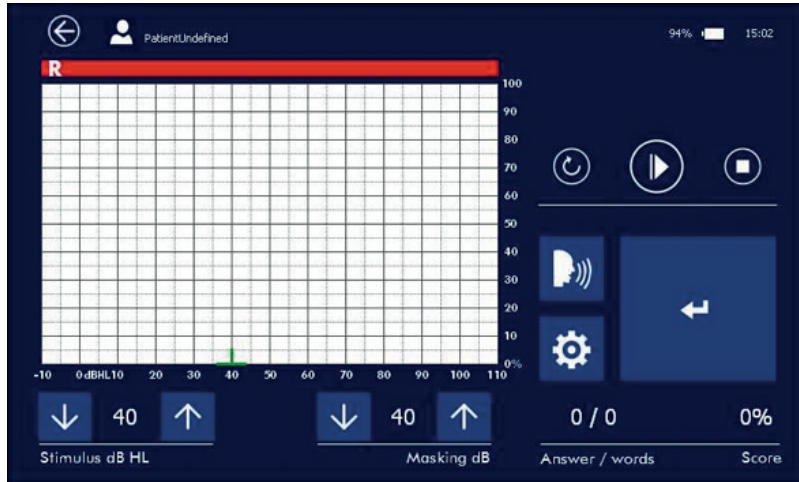 PatientUndefined
94%
15:02
R
100
90
80
70
60
50
40
30
20
10
0%
-10 0dBHL10 20 30 40 50 60 70 80 90 100 110
40
40
0 / 0
0%
Stimulus dB HL
Masking dB
Answer / words
Score